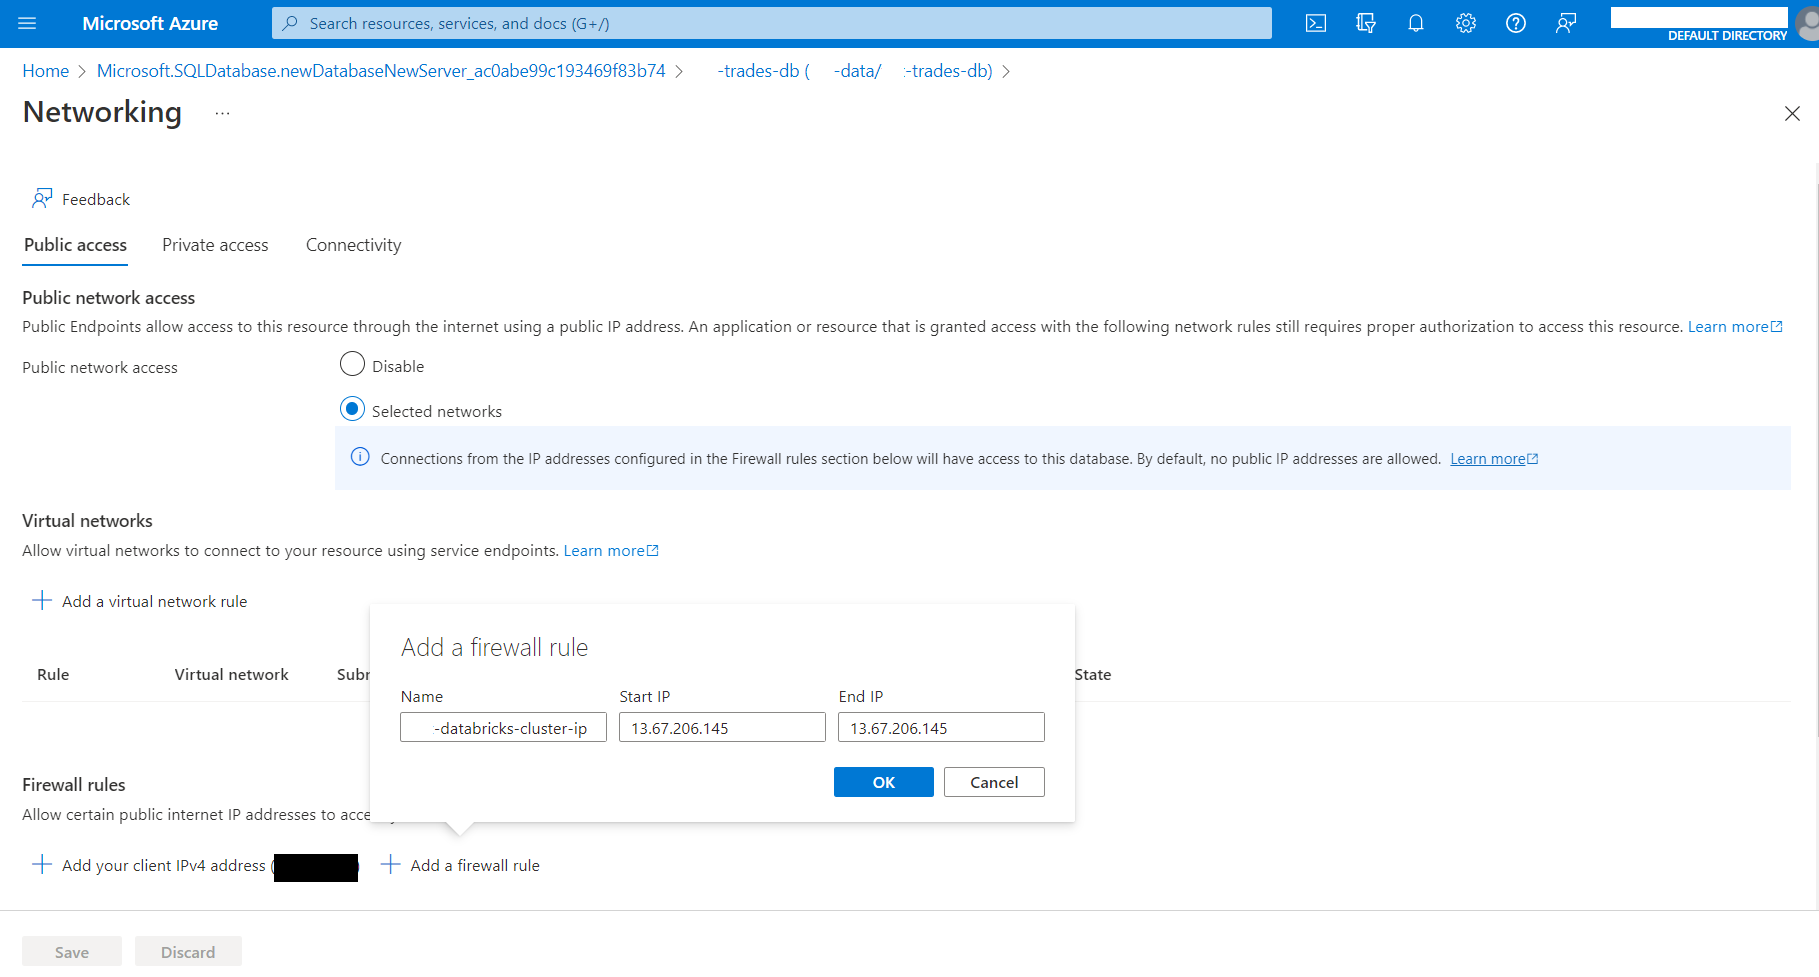 Microsoft Azure
Search resources, services, and docs (G+/)
DEFAULT DIRECTORY
Home > Microsoft.SQLDatabase.newDatabaseNewServer_ac0abe99c193469f83b74 > -trades-db ( -data/ :-trades-db) >
Networking ...
Feedback
Public access Private access Connectivity
Public network access
Public Endpoints allow access to this resource through the internet using a public IP address. An application or resource that is granted access with the following network rules still requires proper authorization to access this resource. Learn more
Public network access
Disable
Selected networks
Connections from the IP addresses configured in the Firewall rules section below will have access to this database. By default, no public IP addresses are allowed. Learn more
Virtual networks
Allow virtual networks to connect to your resource using service endpoints. Learn more
+ Add a virtual network rule
Rule Virtual network Subn State
Add a firewall rule
Name Start IP End IP
-databricks-cluster-ip 13.67.206.145 13.67.206.145
OK Cancel
Firewall rules
Allow certain public internet IP addresses to acce
+ Add your client IPv4 address ( + Add a firewall rule
Save Discard